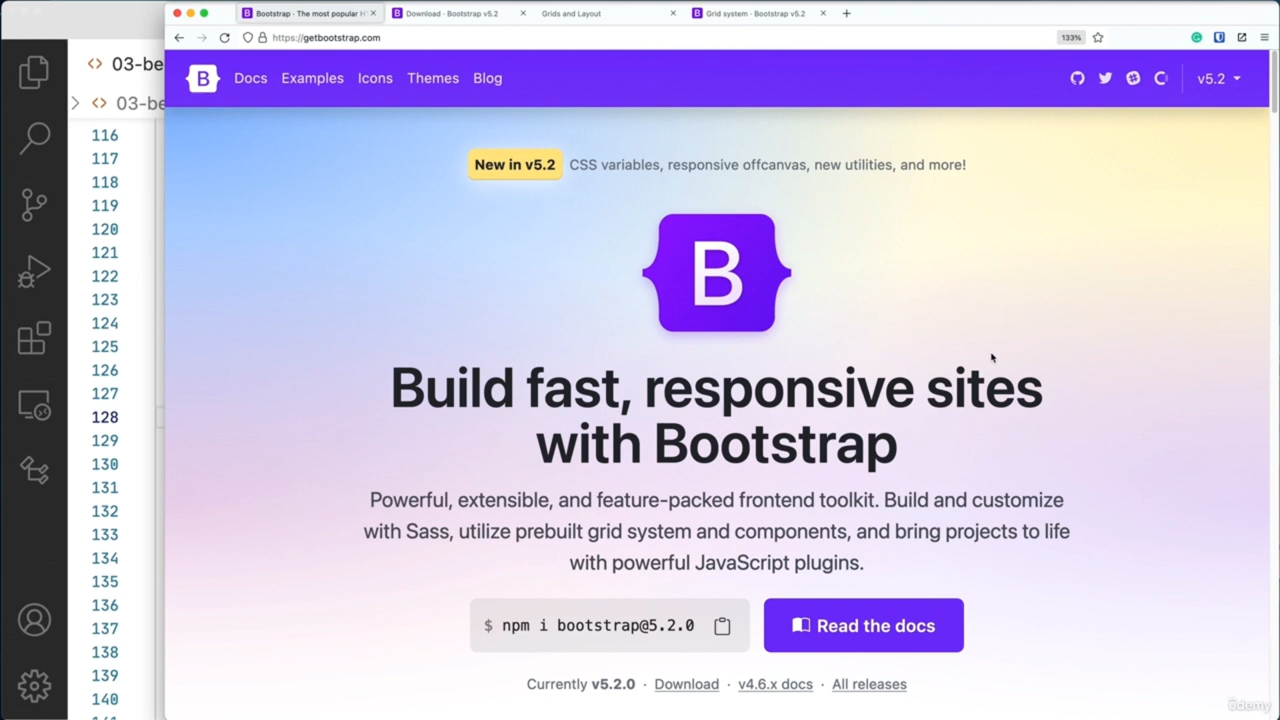 Bootstrap · The most popular H
Download · Bootstrap v5.2
Grids and Layout
Grid system · Bootstrap v5.2
https://getbootstrap.com
133%
03-be
03-be
B
Docs
Examples
Icons
Themes
Blog
v5.2
New in v5.2 CSS variables, responsive offcanvas, new utilities, and more!
B
Build fast, responsive sites
with Bootstrap
Powerful, extensible, and feature-packed frontend toolkit. Build and customize
with Sass, utilize prebuilt grid system and components, and bring projects to life
with powerful JavaScript plugins.
$ npm i bootstrap@5.2.0
Read the docs
Currently v5.2.0 · Download · v4.6.x docs · All releases
116
117
118
119
120
121
122
123
124
125
126
127
128
129
130
131
132
133
134
135
136
137
138
139
140
ûdemy